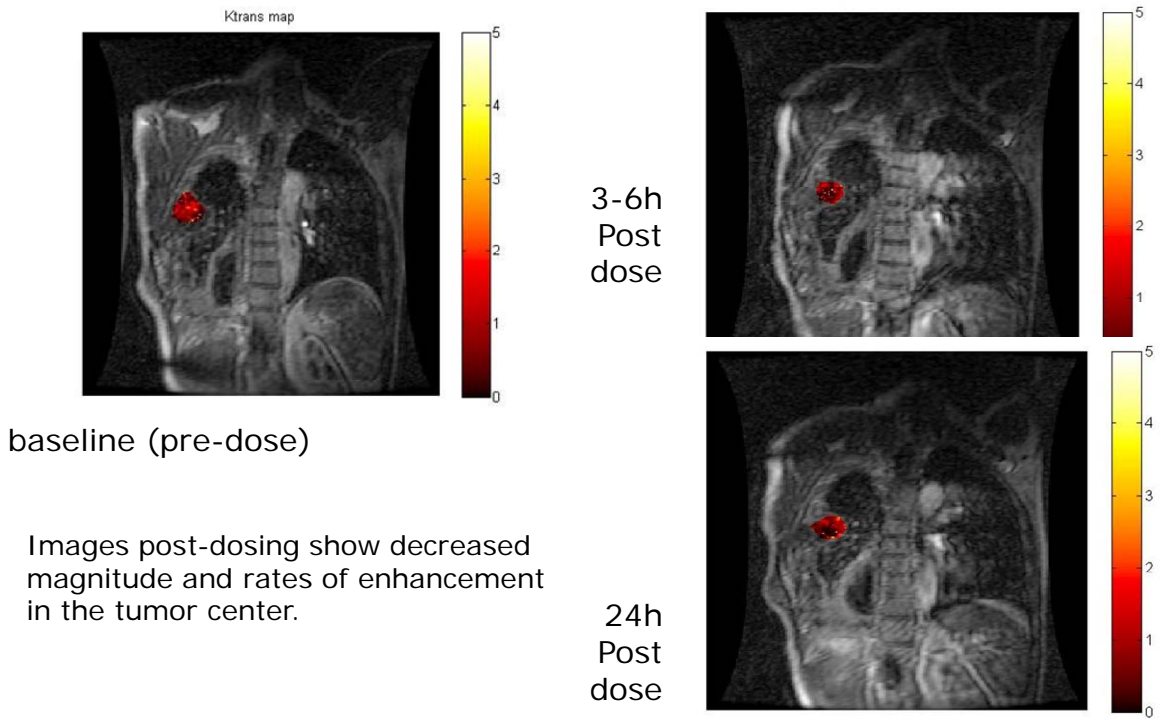 Ktrans map
5
4
3
2
1
0
baseline (pre-dose)
Images post-dosing show decreased
magnitude and rates of enhancement
in the tumor center.
3-6h
Post
dose
5
4
3
2
1
24h
Post
dose
5
4
3
2
1
0